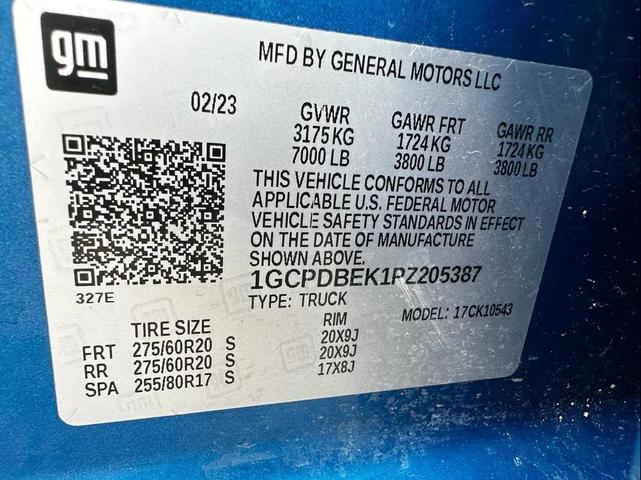 gm
MFD BY GENERAL MOTORS LLC
02/23
GVWR GAWR FRT GAWR RR
3175 KG 1724 KG 1724 KG
7000 LB 3800 LB 3800 LB
THIS VEHICLE CONFORMS TO ALL
APPLICABLE U.S. FEDERAL MOTOR
VEHICLE SAFETY STANDARDS IN EFFECT
ON THE DATE OF MANUFACTURE
SHOWN ABOVE.
327E
1GCPDBEK1PZ205387
TYPE: TRUCK MODEL: 17CK10543
TIRE SIZE RIM
FRT 275/60R20 S 20X9J
RR 275/60R20 S 20X9J
SPA 255/80R17 S 17X8J